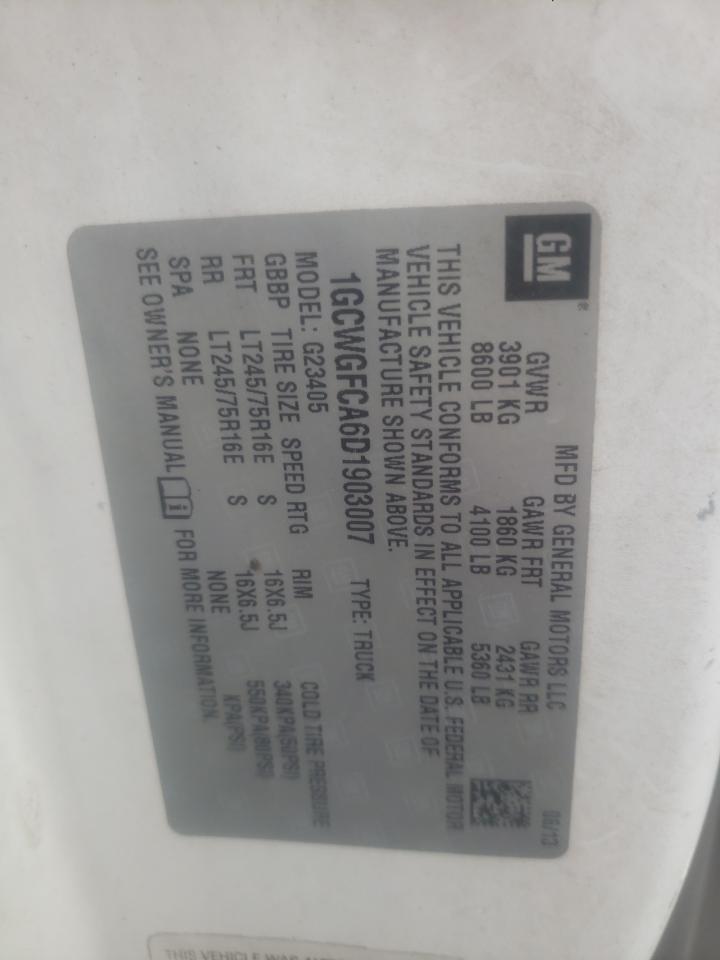 GM®
MFD BY GENERAL MOTORS LLC 06/13
GVWR GAWR FRT GAWR RR
3901 KG 1860 KG 2431 KG
8600 LB 4100 LB 5360 LB
THIS VEHICLE CONFORMS TO ALL APPLICABLE U.S. FEDERAL MOTOR
VEHICLE SAFETY STANDARDS IN EFFECT ON THE DATE OF
MANUFACTURE SHOWN ABOVE.
1GCWGFCA6D1903007 TYPE: TRUCK
MODEL: G23405
GBBP TIRE SIZE SPEED RTG RIM COLD TIRE PRESSURE
FRT LT245/75R16E S 16X6.5J 340KPA(50PSI)
RR LT245/75R16E S 16X6.5J 550KPA(80PSI)
SPA NONE NONE KPA(PSI)
SEE OWNER'S MANUAL FOR MORE INFORMATION.
THIS VEHICLE WAS